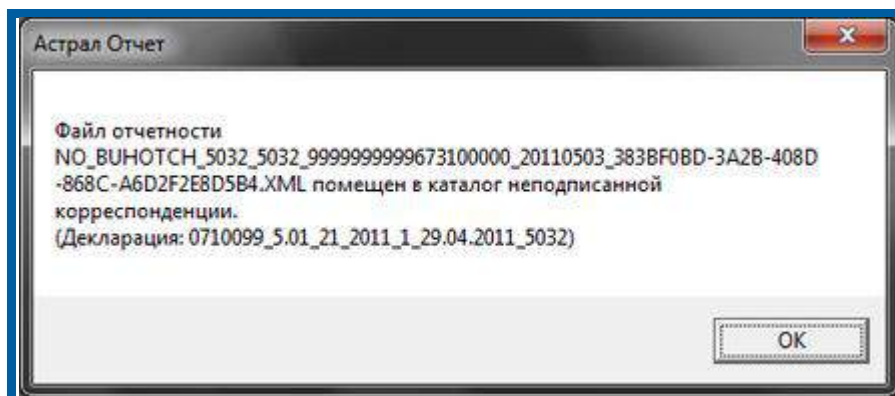 Астрал Отчет
Файл отчетности
NO_BUHOTCH_5032_5032_9999999999673100000_20110503_383BF0BD-3A2B-408D
-868C-A6D2F2E8D5B4.XML помещен в каталог неподписанной
корреспонденции.
(Декларация: 0710099_5.01_21_2011_1_29.04.2011_5032)
OK